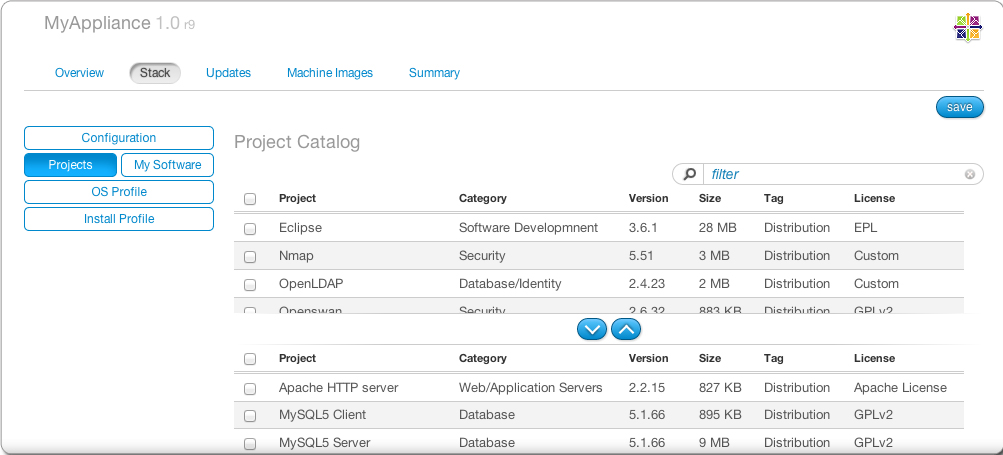 MyAppliance 1.0 r9
Overview Stack Updates Machine Images Summary
save
Configuration
Projects My Software
OS Profile
Install Profile
Project Catalog
filter
Project Category Version Size Tag License
Eclipse Software Developmnent 3.6.1 28 MB Distribution EPL
Nmap Security 5.51 3 MB Distribution Custom
OpenLDAP Database/Identity 2.4.23 2 MB Distribution Custom
Openswan Security 2.6.32 883 KB Distribution GPLv2
Project Category Version Size Tag License
Apache HTTP server Web/Application Servers 2.2.15 827 KB Distribution Apache License
MySQL5 Client Database 5.1.66 895 KB Distribution GPLv2
MySQL5 Server Database 5.1.66 9 MB Distribution GPLv2